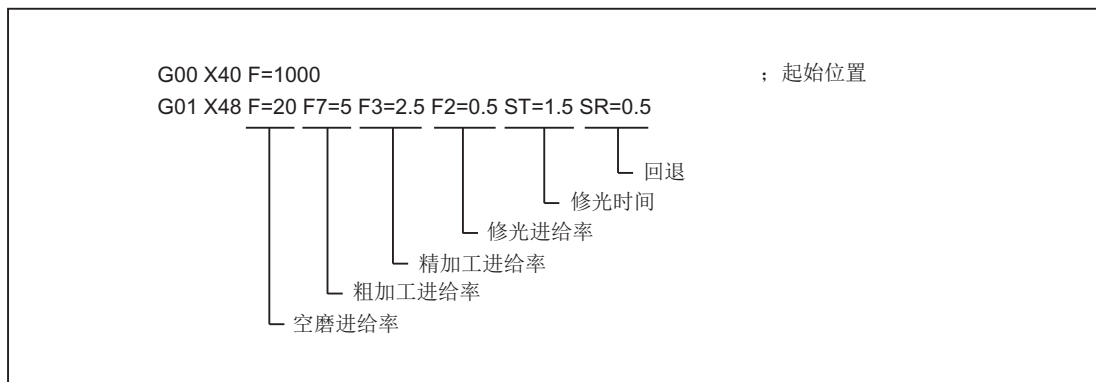 G00 X40 F=1000 ；起始位置
G01 X48 F=20 F7=5 F3=2.5 F2=0.5 ST=1.5 SR=0.5
回退
修光时间
修光进给率
精加工进给率
粗加工进给率
空磨进给率